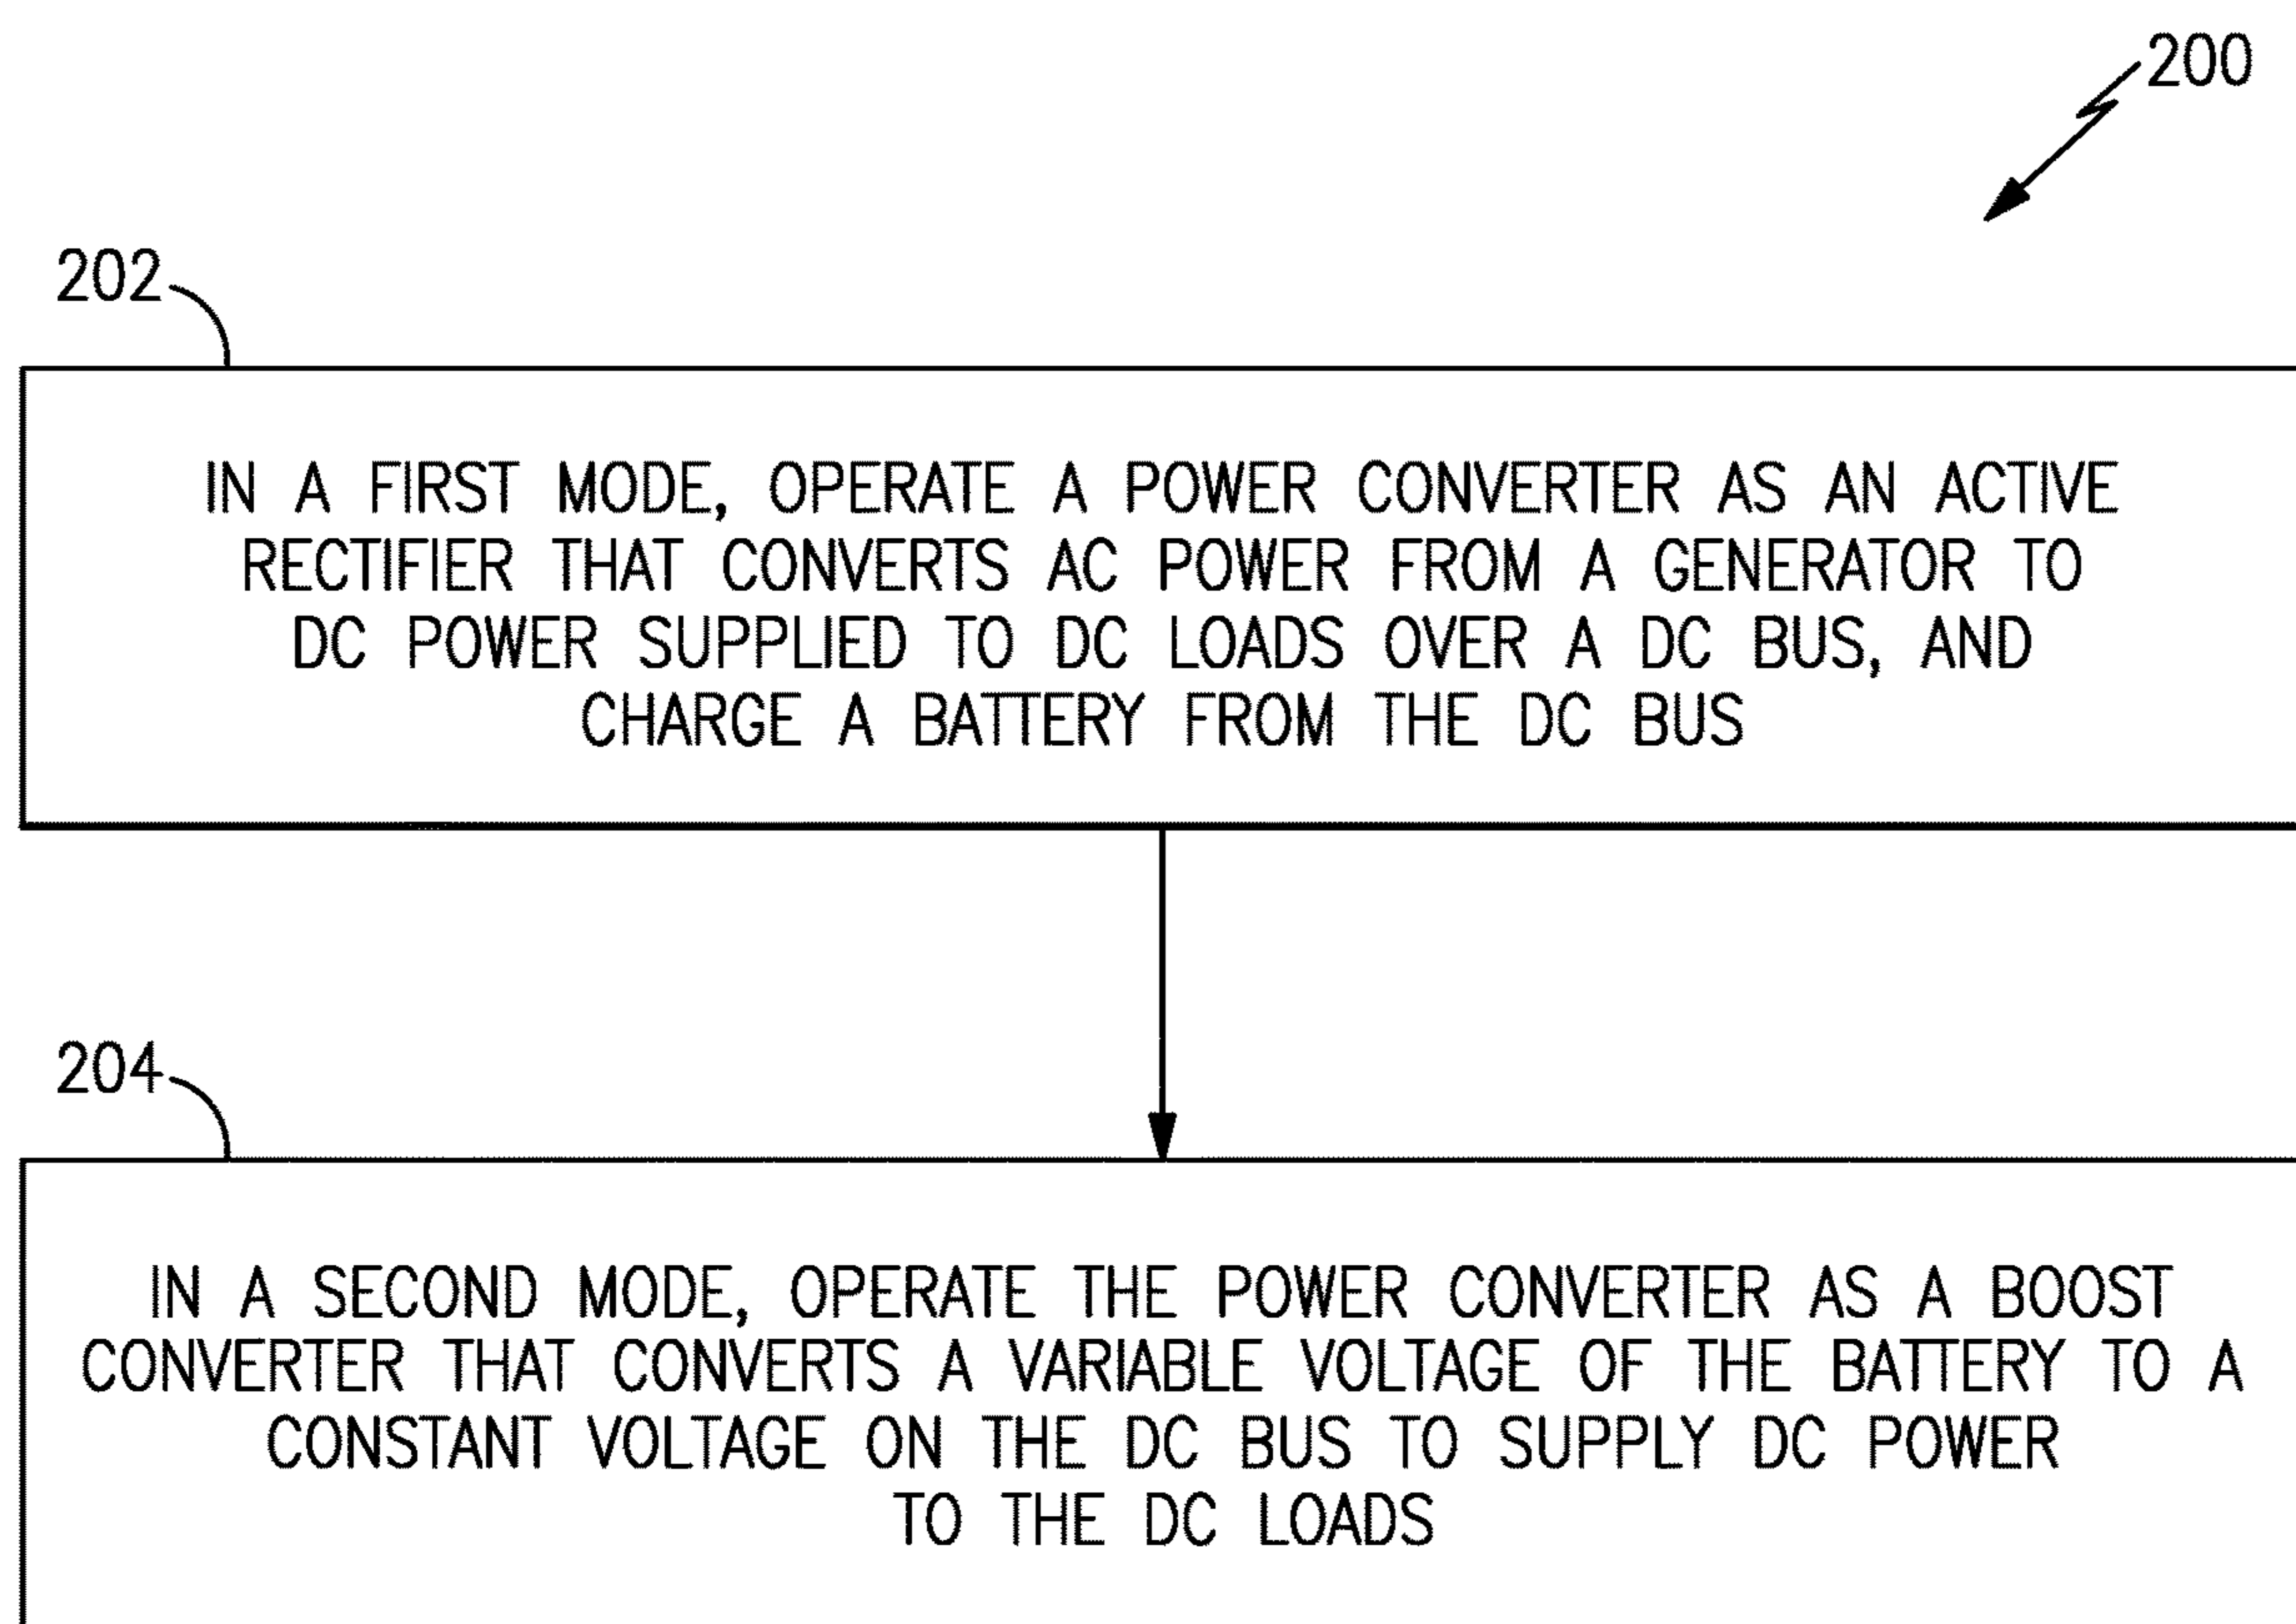 200
202
IN A FIRST MODE, OPERATE A POWER CONVERTER AS AN ACTIVE
RECTIFIER THAT CONVERTS AC POWER FROM A GENERATOR TO
DC POWER SUPPLIED TO DC LOADS OVER A DC BUS, AND
CHARGE A BATTERY FROM THE DC BUS
204
IN A SECOND MODE, OPERATE THE POWER CONVERTER AS A BOOST
CONVERTER THAT CONVERTS A VARIABLE VOLTAGE OF THE BATTERY TO A
CONSTANT VOLTAGE ON THE DC BUS TO SUPPLY DC POWER
TO THE DC LOADS